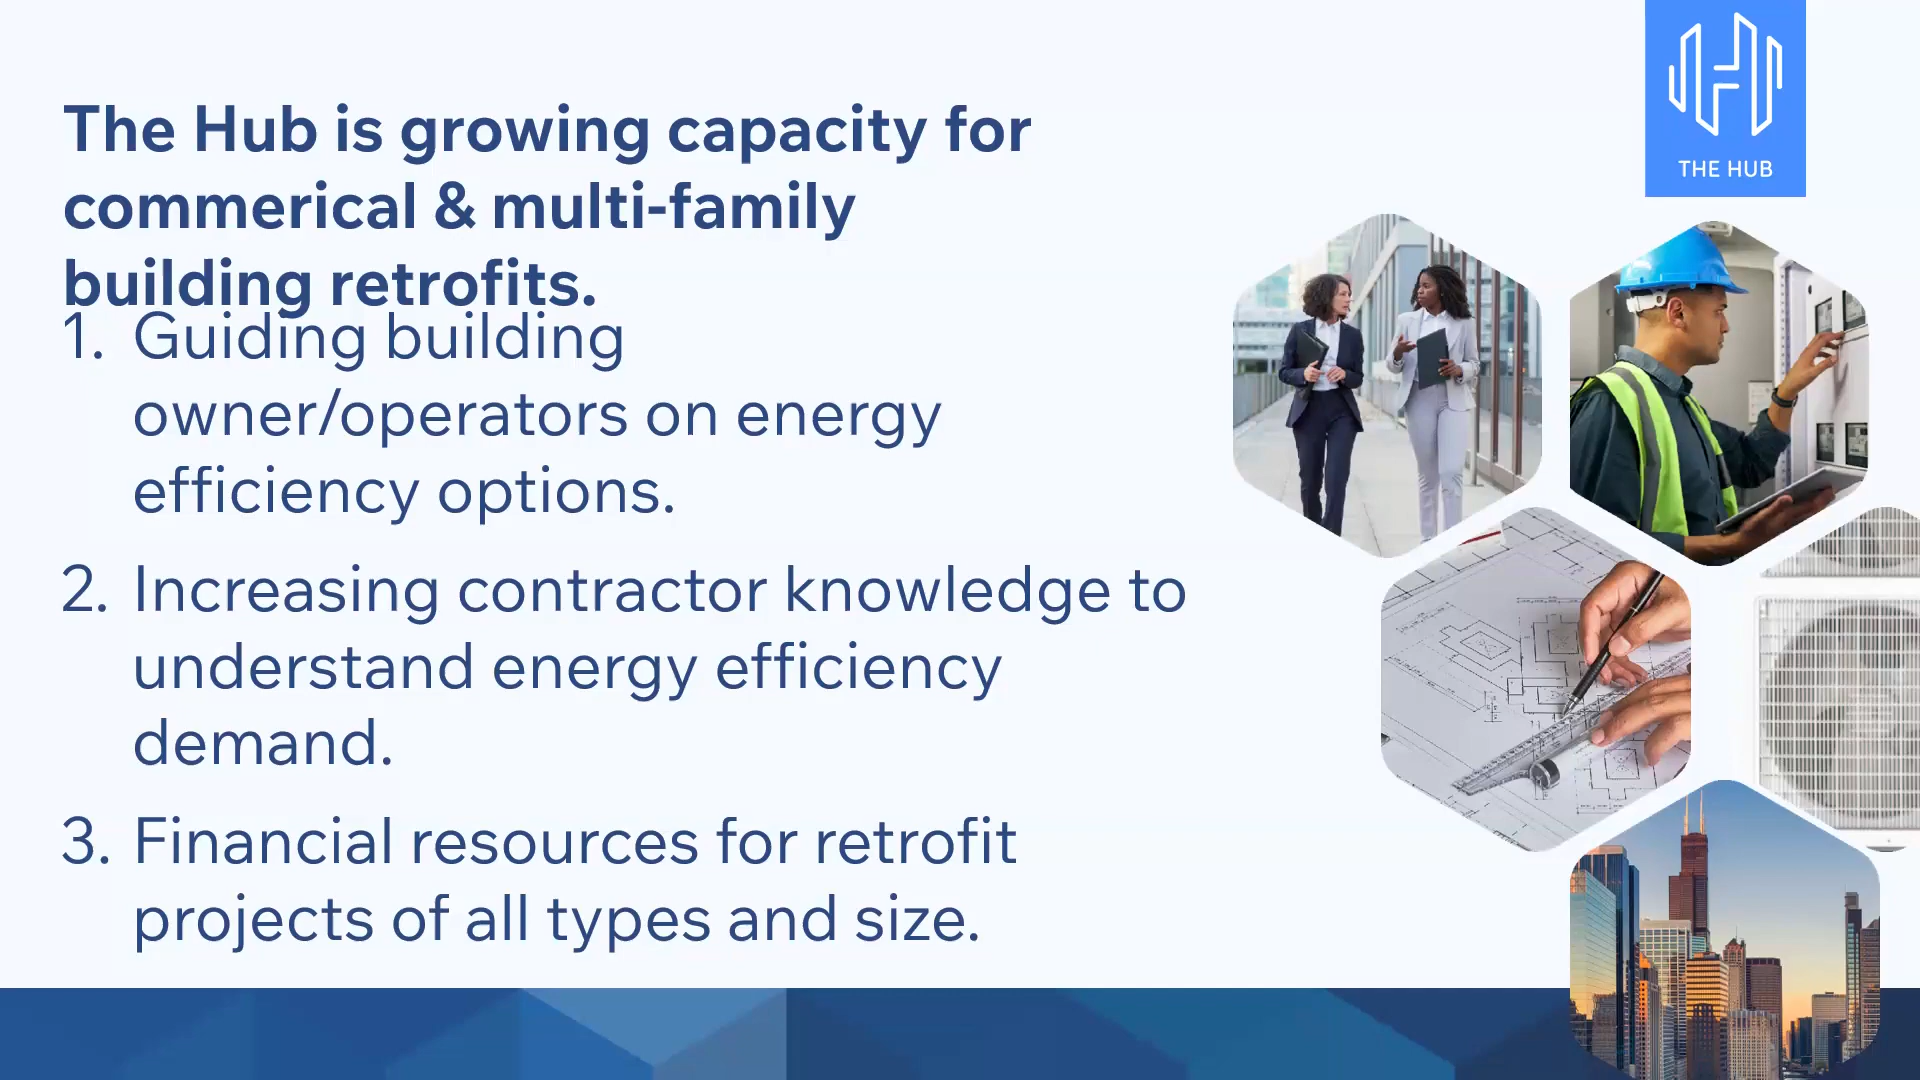 THE HUB
The Hub is growing capacity for
commerical & multi-family
building retrofits.
1. Guiding building
owner/operators on energy
efficiency options.
2. Increasing contractor knowledge to
understand energy efficiency
demand.
3. Financial resources for retrofit
projects of all types and size.